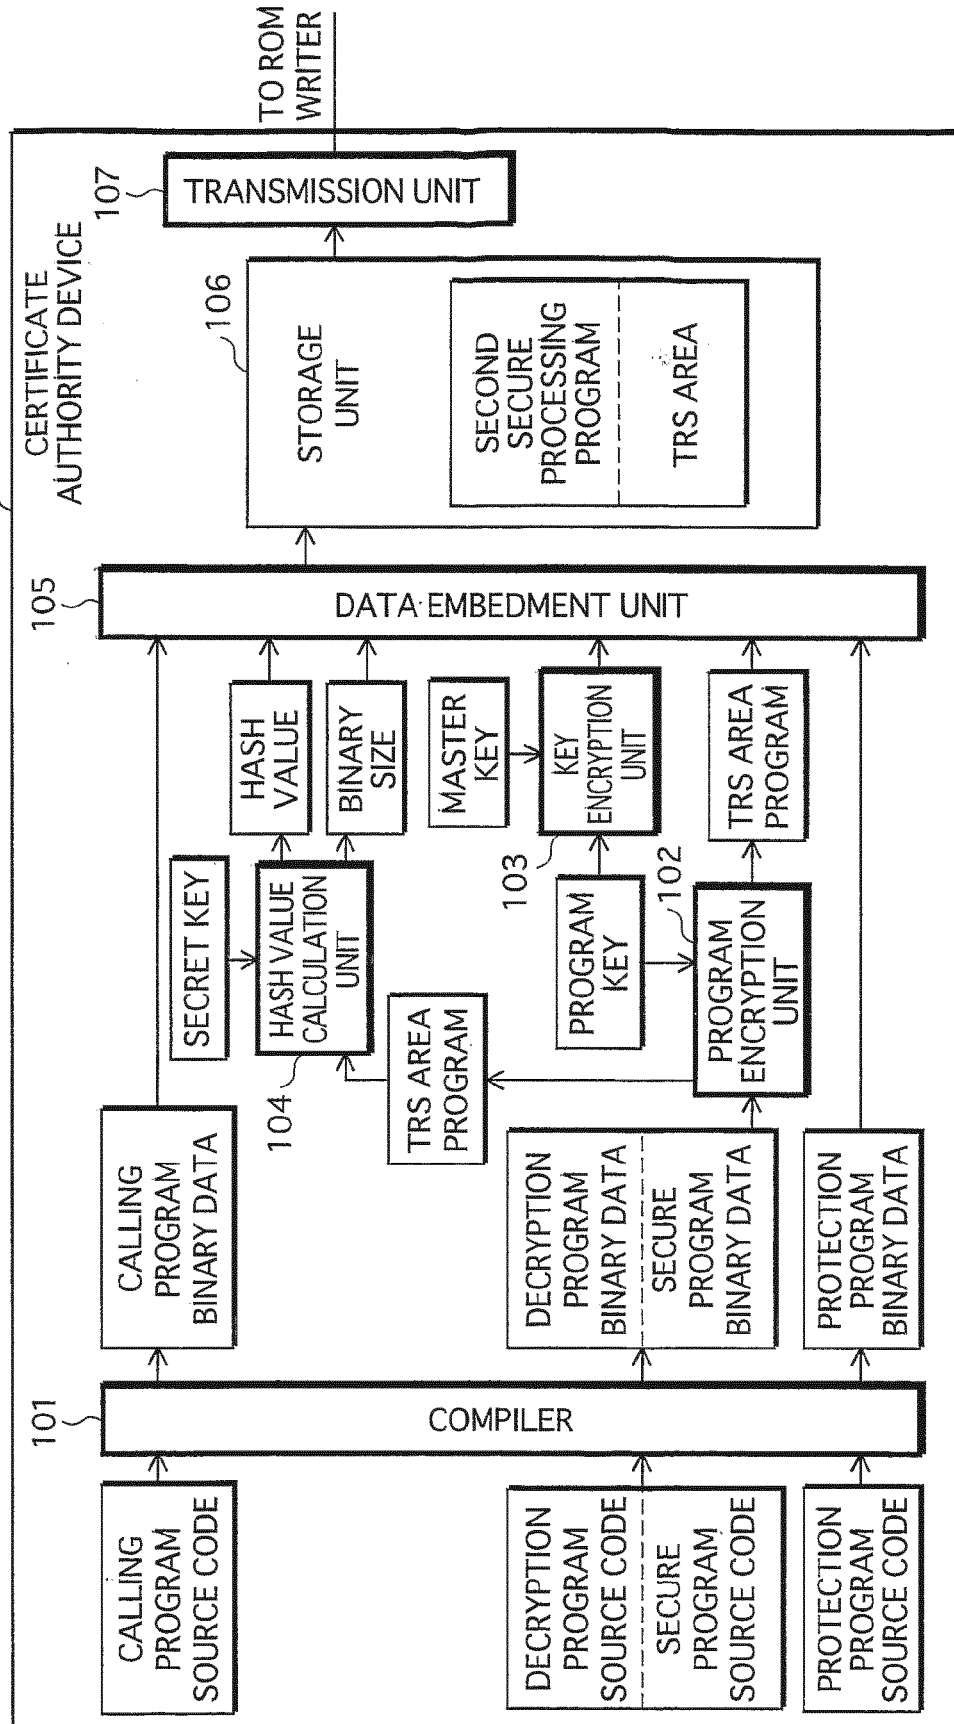 CERTIFICATE
AUTHORITY DEVICE
CALLING
PROGRAM
SOURCE CODE
DECRYPTION
PROGRAM
SOURCE CODE
SECURE
PROGRAM
SOURCE CODE
PROTECTION
PROGRAM
SOURCE CODE
101
COMPILER
CALLING
PROGRAM
BINARY DATA
DECRYPTION
PROGRAM
BINARY DATA
SECURE
PROGRAM
BINARY DATA
PROTECTION
PROGRAM
BINARY DATA
SECRET KEY
104
HASH VALUE
CALCULATION
UNIT
TRS AREA
PROGRAM
PROGRAM
KEY
102
PROGRAM
ENCRYPTION
UNIT
HASH
VALUE
BINARY
SIZE
MASTER
KEY
103
KEY
ENCRYPTION
UNIT
TRS AREA
PROGRAM
105
DATA EMBEDMENT UNIT
106
STORAGE
UNIT
SECOND
SECURE
PROCESSING
PROGRAM
TRS AREA
107
TRANSMISSION UNIT
TO ROM
WRITER